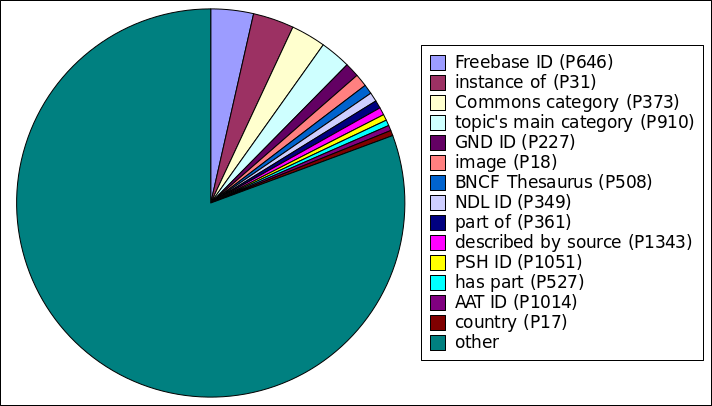 Freebase ID (P646)
instance of (P31)
Commons category (P373)
topic's main category (P910)
GND ID (P227)
image (P18)
BNCF Thesaurus (P508)
NDL ID (P349)
part of (P361)
described by source (P1343)
PSH ID (P1051)
has part (P527)
AAT ID (P1014)
country (P17)
other